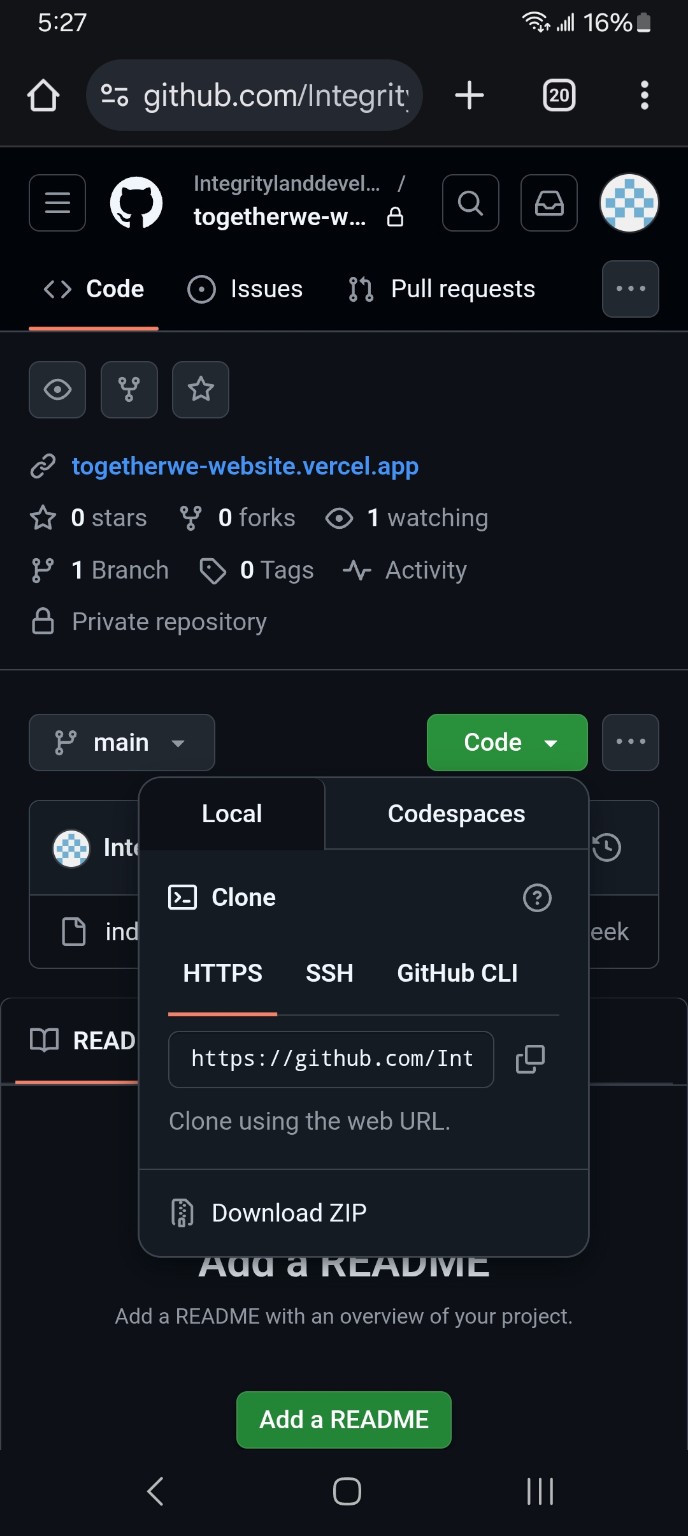 5:27
16%
github.com/Integrity
20
Integritylanddevel... /
togetherwe-w...
Code
Issues
Pull requests
togetherwe-website.vercel.app
0 stars 0 forks 1 watching
1 Branch 0 Tags Activity
Private repository
main
Code
Local
Codespaces
Inte
Clone
ind
eek
HTTPS SSH GitHub CLI
READ
https://github.com/Int
Clone using the web URL.
Download ZIP
Add a README
Add a README with an overview of your project.
Add a README